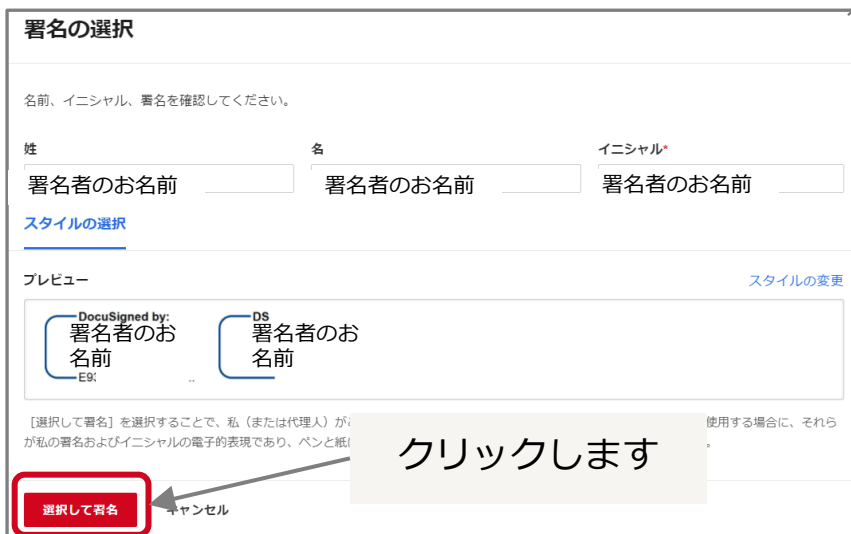 署名の選択
名前、イニシャル、署名を確認してください。
姓 名 イニシャル*
署名者のお名前 署名者のお名前 署名者のお名前
スタイルの選択
プレビュー スタイルの変更
DocuSigned by: DS
署名者のお 署名者のお
名前 名前
E93
[選択して署名] を選択することで、私（または代理人）が 使用する場合に、それら
が私の署名およびイニシャルの電子的表現であり、ペンと紙
クリックします
選択して署名 キャンセル